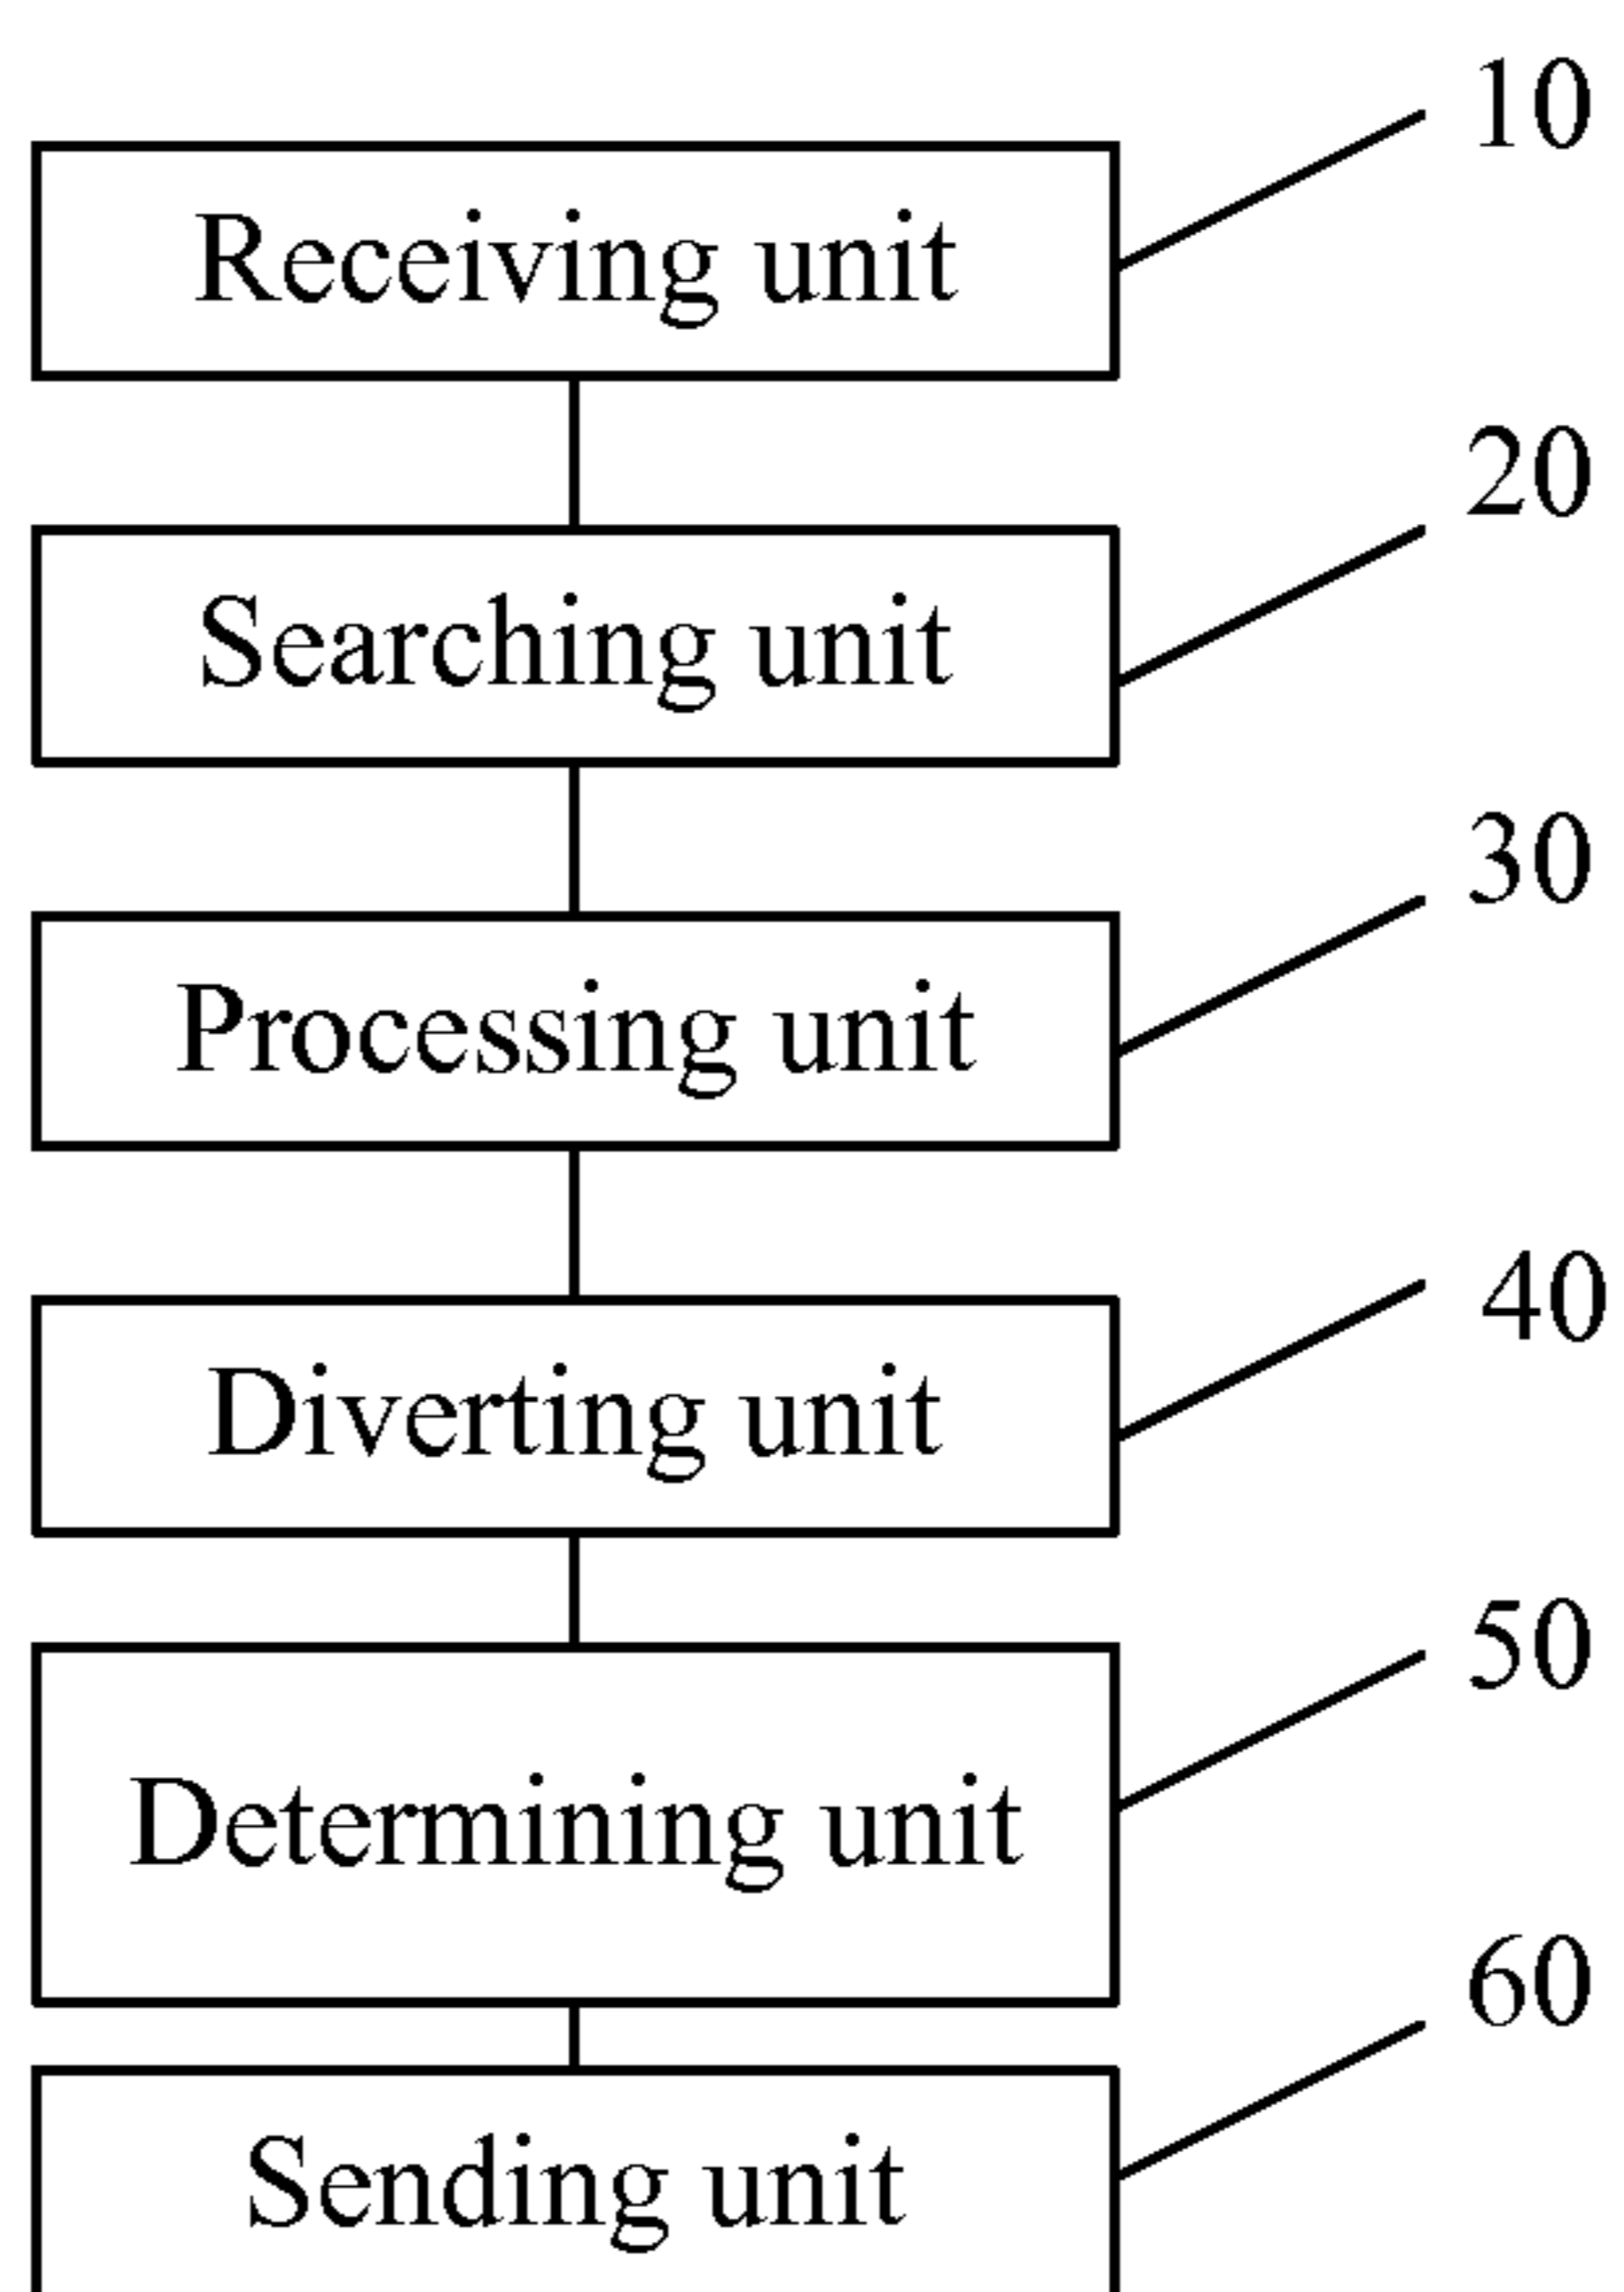 10
Receiving unit
20
Searching unit
30
Processing unit
40
Diverting unit
50
Determining unit
60
Sending unit